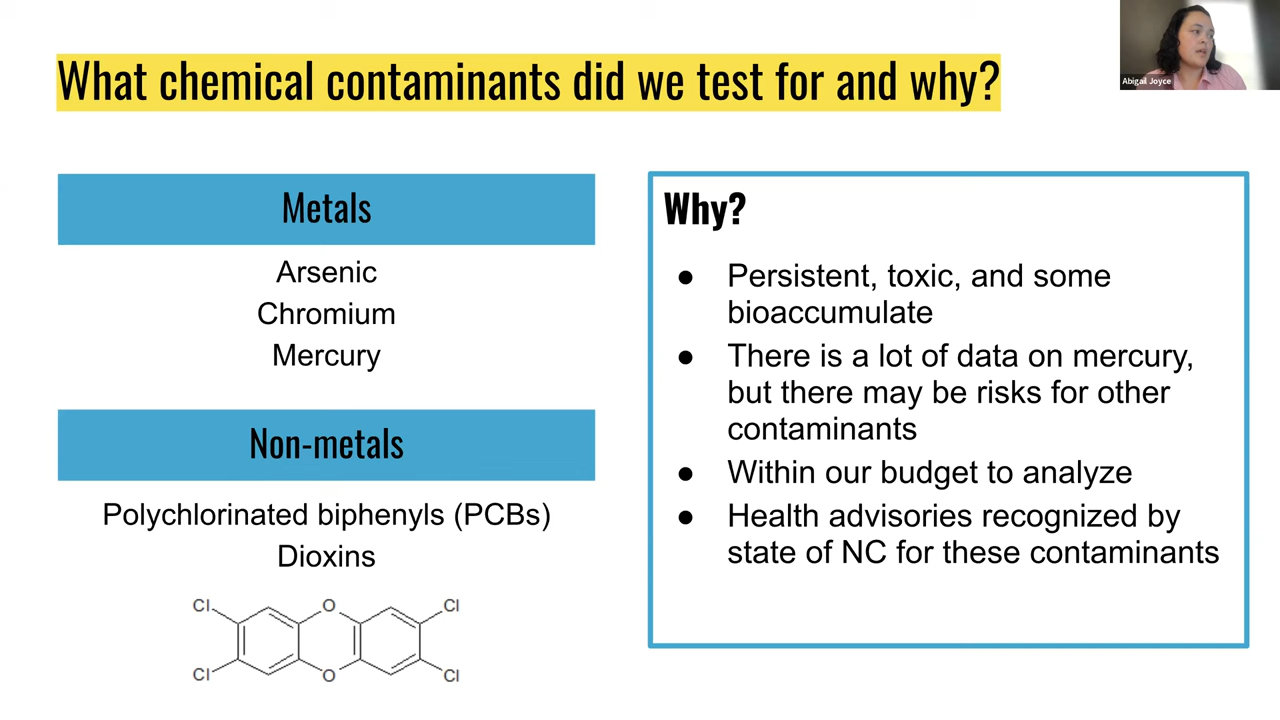 What chemical contaminants did we test for and why?
Abigail Joyce
Metals
Arsenic
Chromium
Mercury
Non-metals
Polychlorinated biphenyls (PCBs)
Dioxins
Cl O Cl
Cl O Cl
Why?
● Persistent, toxic, and some
bioaccumulate
● There is a lot of data on mercury,
but there may be risks for other
contaminants
● Within our budget to analyze
● Health advisories recognized by
state of NC for these contaminants